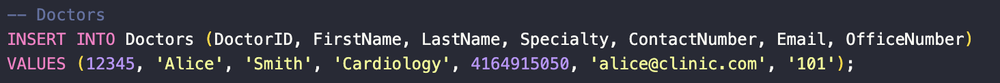 -- Doctors
INSERT INTO Doctors (DoctorID, FirstName, LastName, Specialty, ContactNumber, Email, OfficeNumber)
VALUES (12345, 'Alice', 'Smith', 'Cardiology', 4164915050, 'alice@clinic.com', '101');